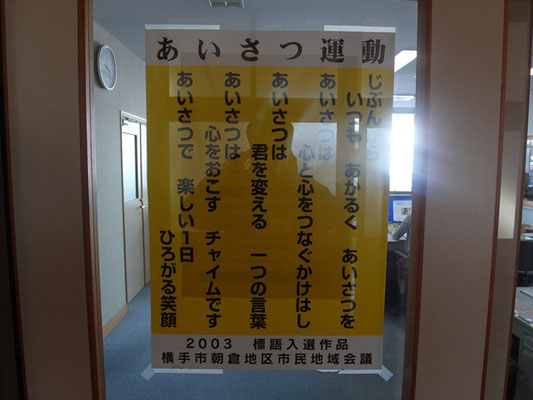 あいさつ運動
じぶんから
いつも あかるく あいさつを
あいさつは
心と心をつなぐかけはし
あいさつは
君を変える 一つの言葉
あいさつは
心をおこす チャイムです
あいさつで 楽しい1日
ひろがる笑顔
2003 標語入選作品
横手市朝倉地区市民地域会議